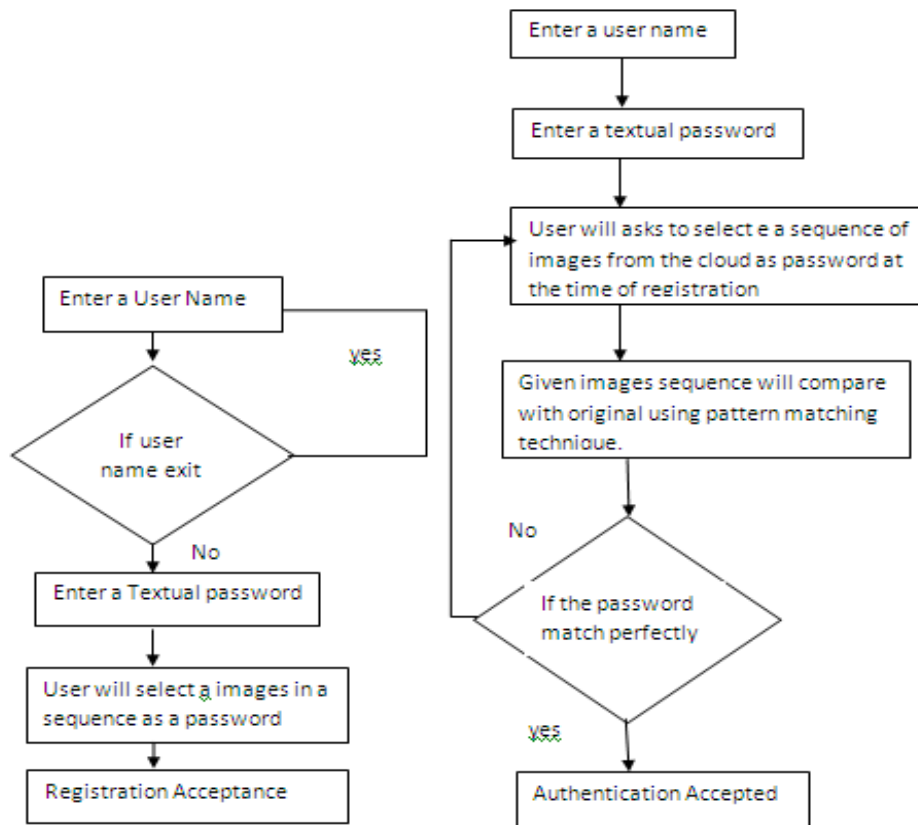 Enter a User Name
yes
If user
name exit
No
Enter a Textual password
User will select a images in a
sequence as a password
Registration Acceptance
Enter a user name
Enter a textual password
User will asks to select e a sequence of
images from the cloud as password at
the time of registration
Given images sequence will compare
with original using pattern matching
technique.
No
If the password
match perfectly
yes
Authentication Accepted